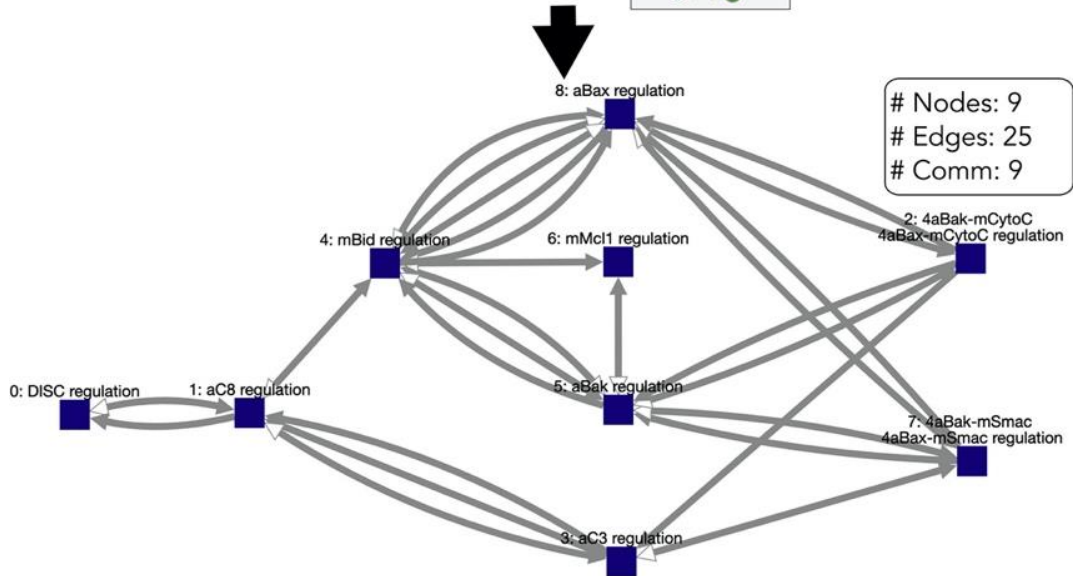 8: aBax regulation
# Nodes: 9
# Edges: 25
# Comm: 9
4: mBid regulation
6: mMcl1 regulation
2: 4aBak-mCytoC
4aBax-mCytoC regulation
0: DISC regulation
1: aC8 regulation
5: aBak regulation
7: 4aBak-mSmac
4aBax-mSmac regulation
3: aC3 regulation